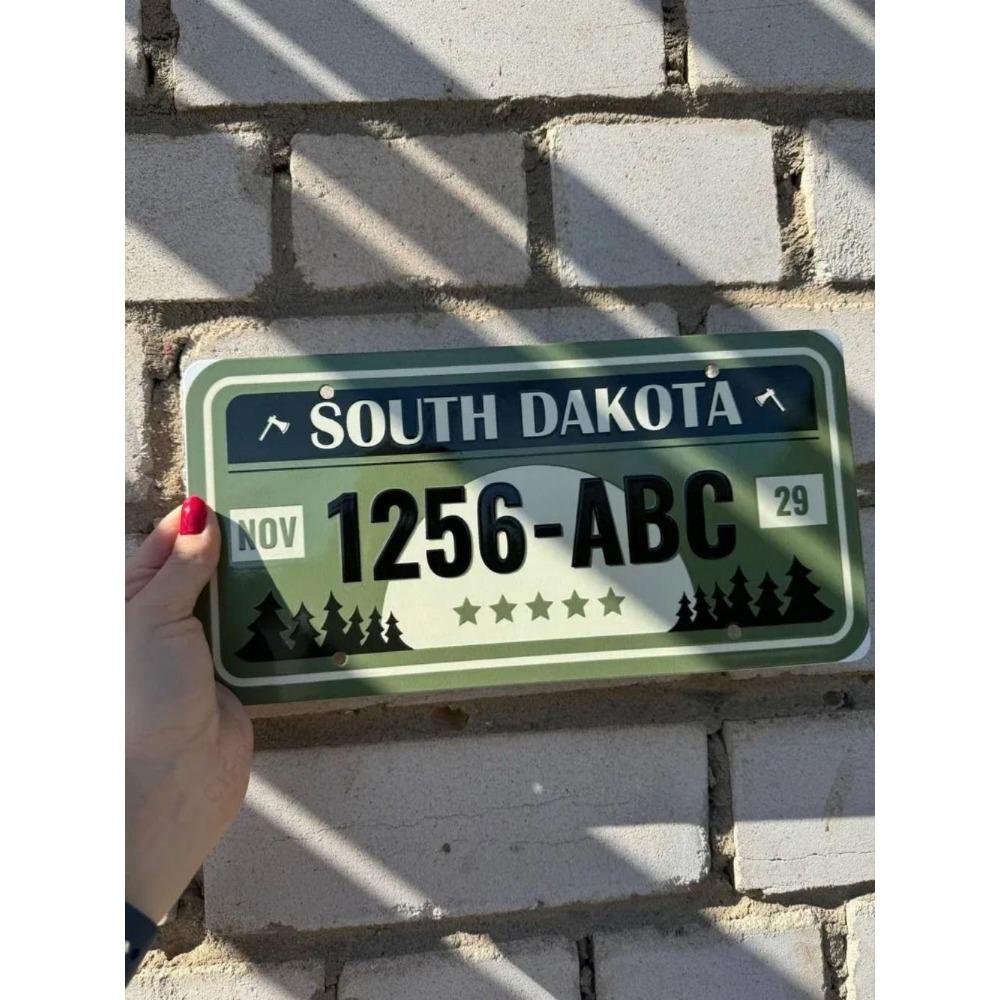 SOUTH DAKOTA
NOV 1256-ABC 29